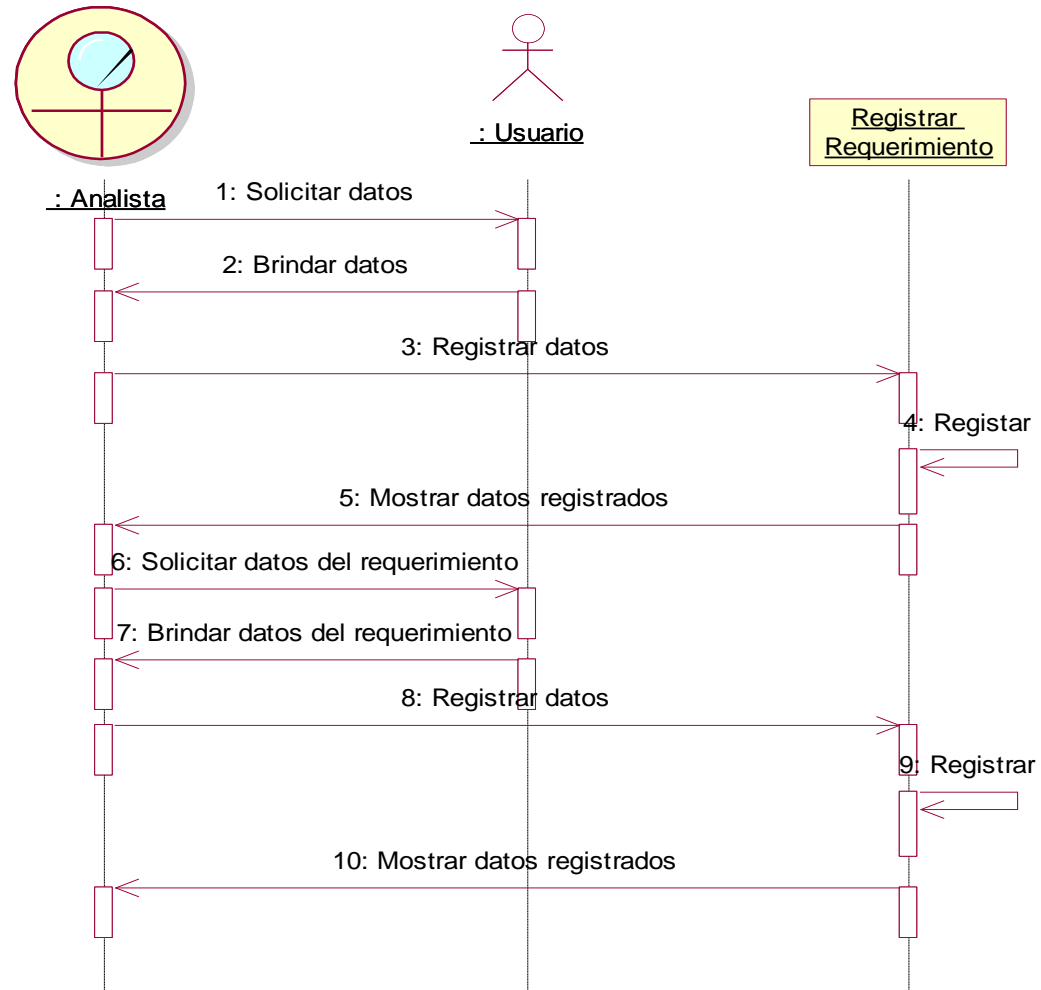 : Usuario
Registrar
Requerimiento
: Analista
1: Solicitar datos
2: Brindar datos
3: Registrar datos
4: Registar
5: Mostrar datos registrados
6: Solicitar datos del requerimiento
7: Brindar datos del requerimiento
8: Registrar datos
9: Registrar
10: Mostrar datos registrados